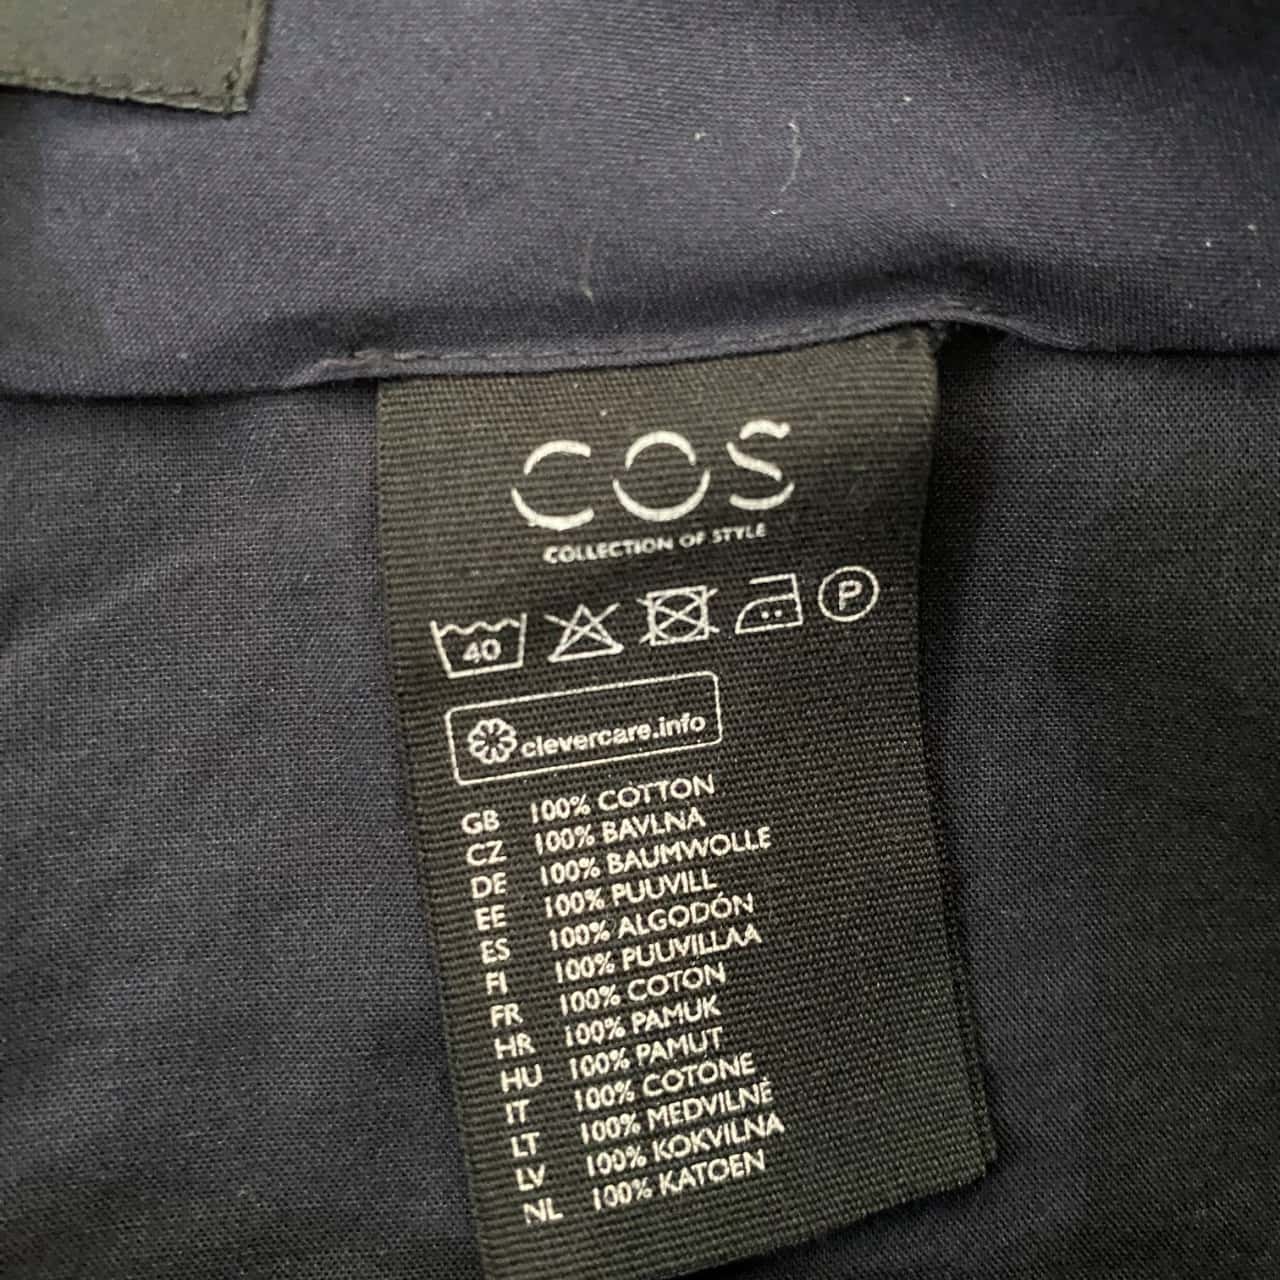 COS
COLLECTION OF STYLE
40 P
clevercare.info
GB 100% COTTON
CZ 100% BAVLNA
DE 100% BAUMWOLLE
EE 100% PUUVILL
ES 100% ALGODÓN
FI 100% PUUVILLAA
FR 100% COTON
HR 100% PAMUK
HU 100% PAMUT
IT 100% COTONE
LT 100% MEDVILNĖ
LV 100% KOKVILNA
NL 100% KATOEN